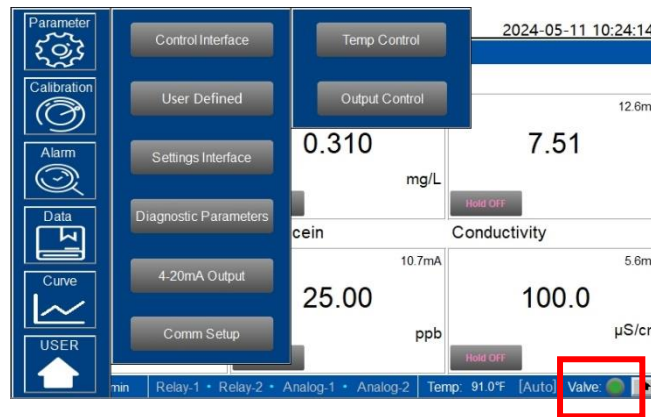 Parameter
Calibration
Alarm
Data
Curve
USER
Control Interface
User Defined
Settings Interface
Diagnostic Parameters
4-20mA Output
Comm Setup
Temp Control
Output Control
2024-05-11 10:24:14
12.6m
0.310
7.51
mg/L
Hold OFF
cein
Conductivity
10.7mA
5.6m
25.00
100.0
ppb
µS/cr
Hold OFF
min Relay-1 • Relay-2 • Analog-1 • Analog-2 Temp: 91.0°F [Auto] Valve: